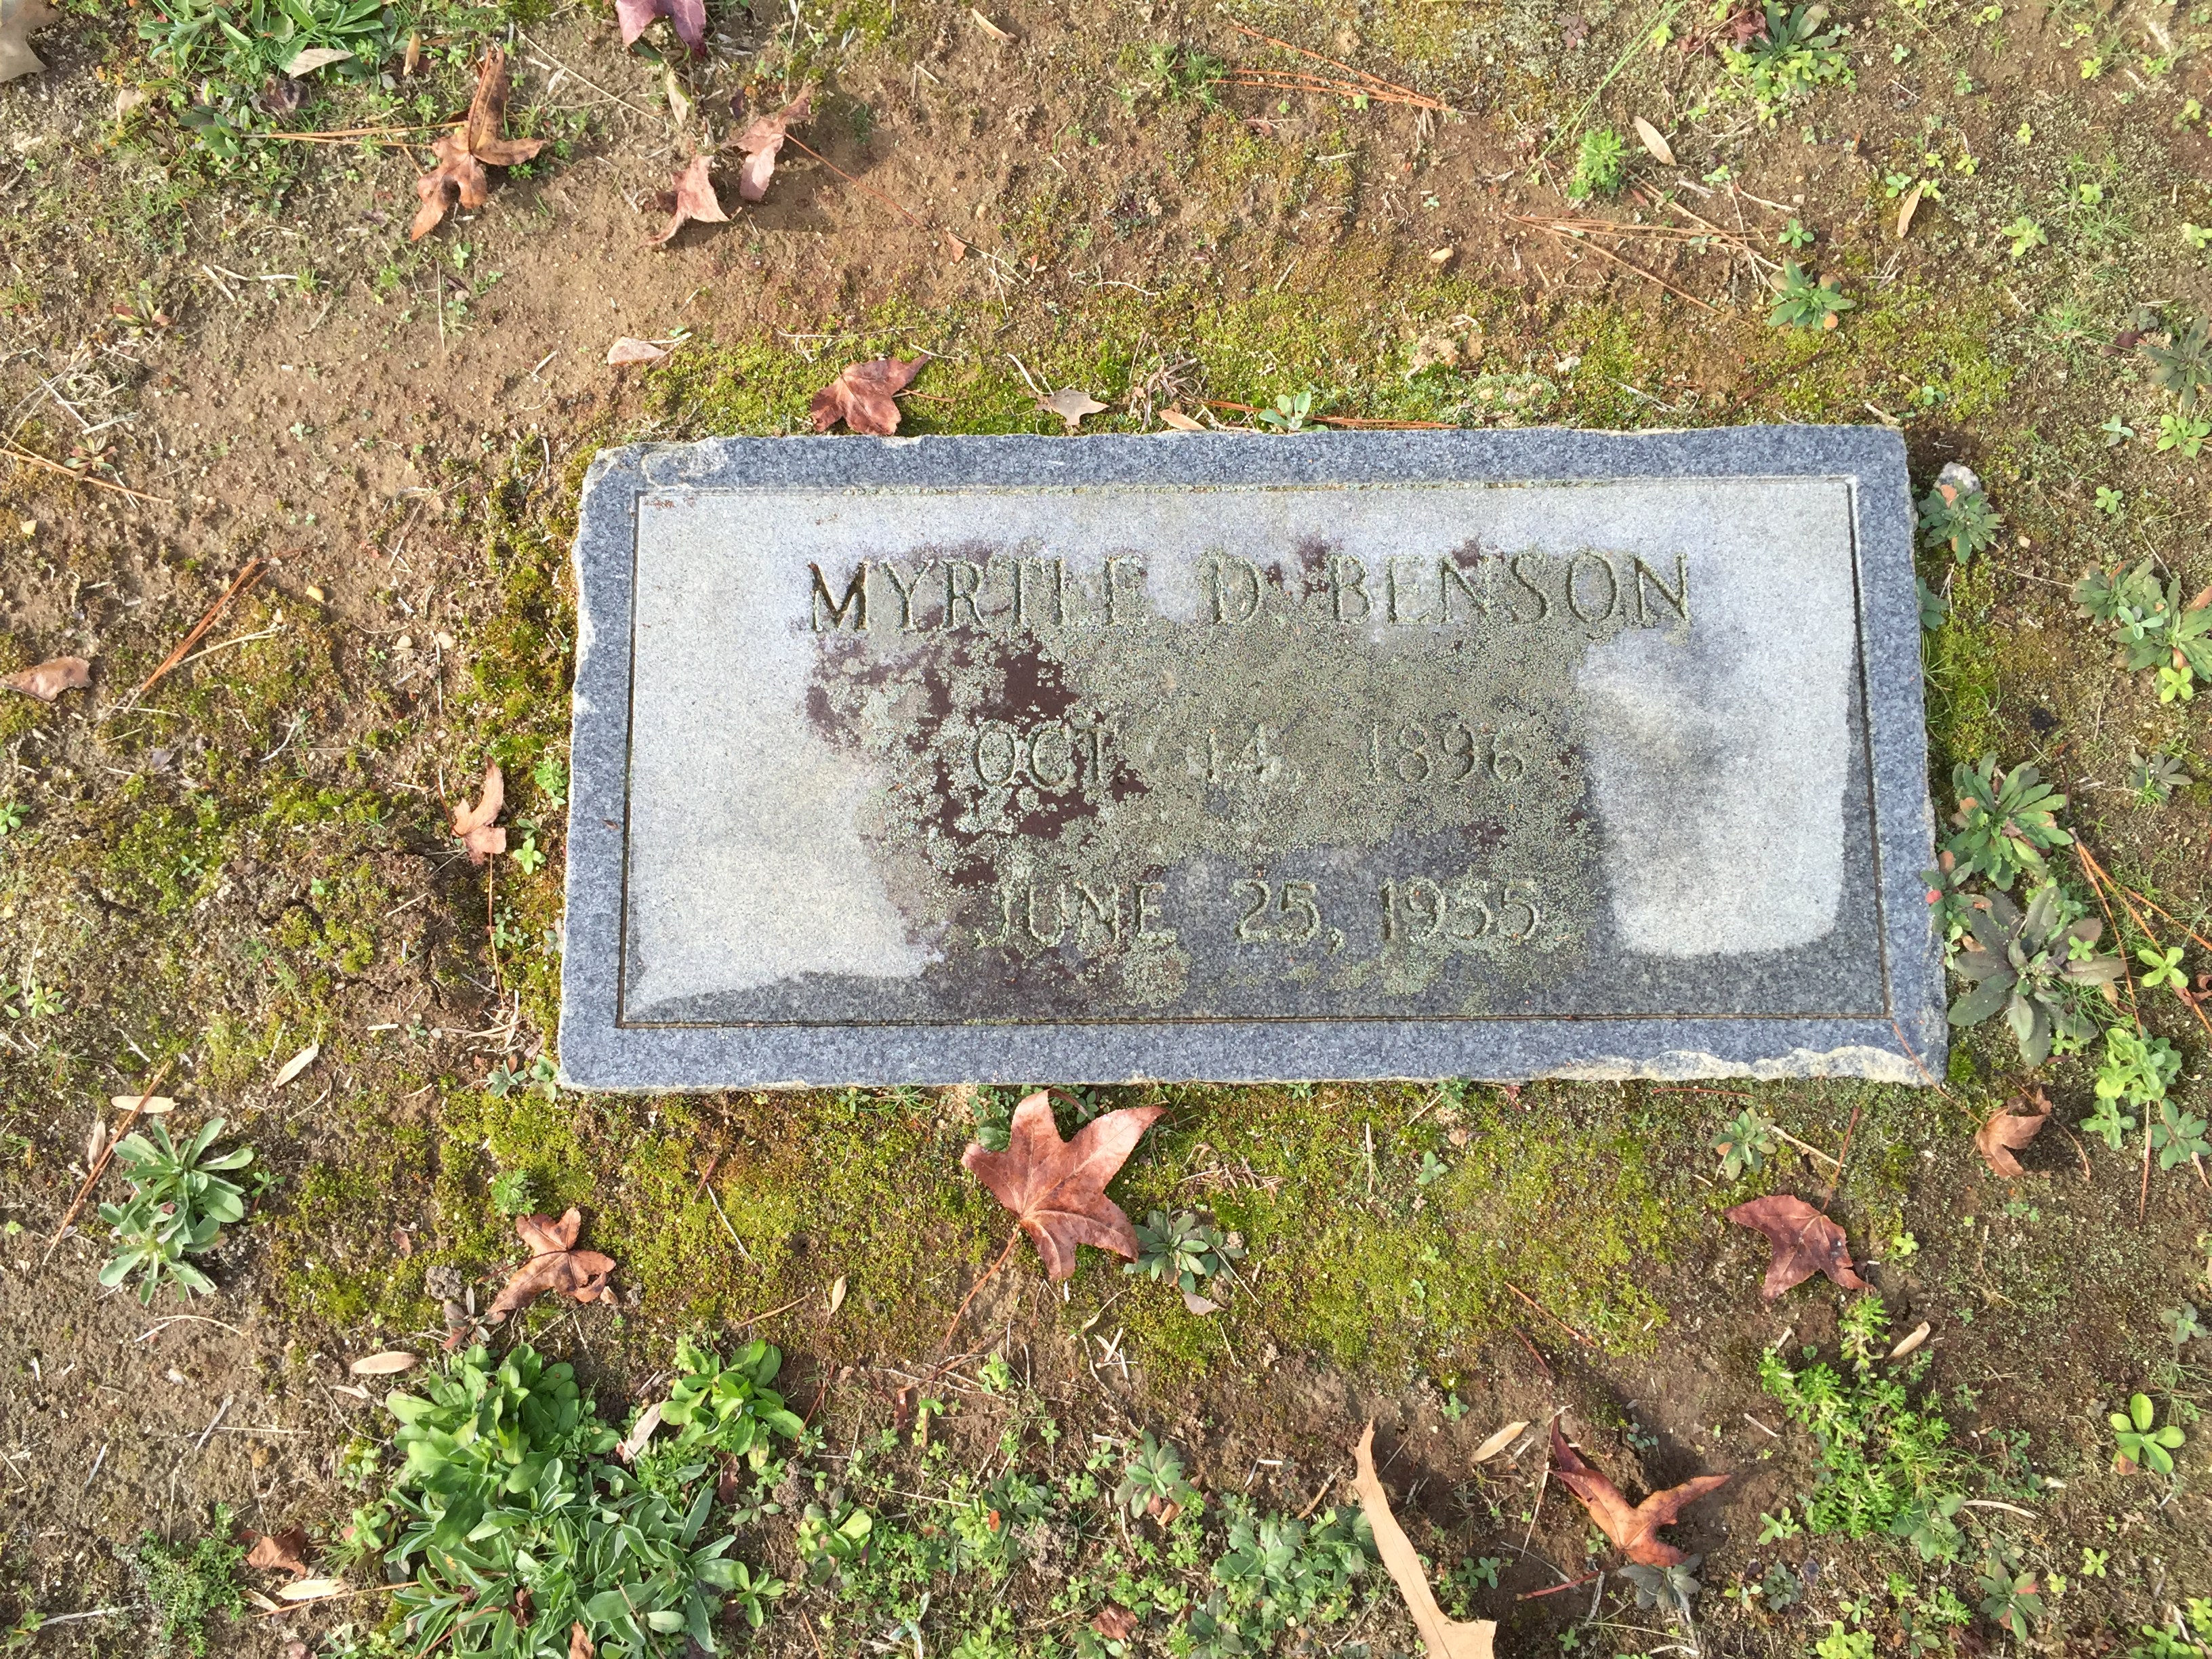 MYRTLE D. BENSON
OCT. 14, 1896
JUNE 25, 1955